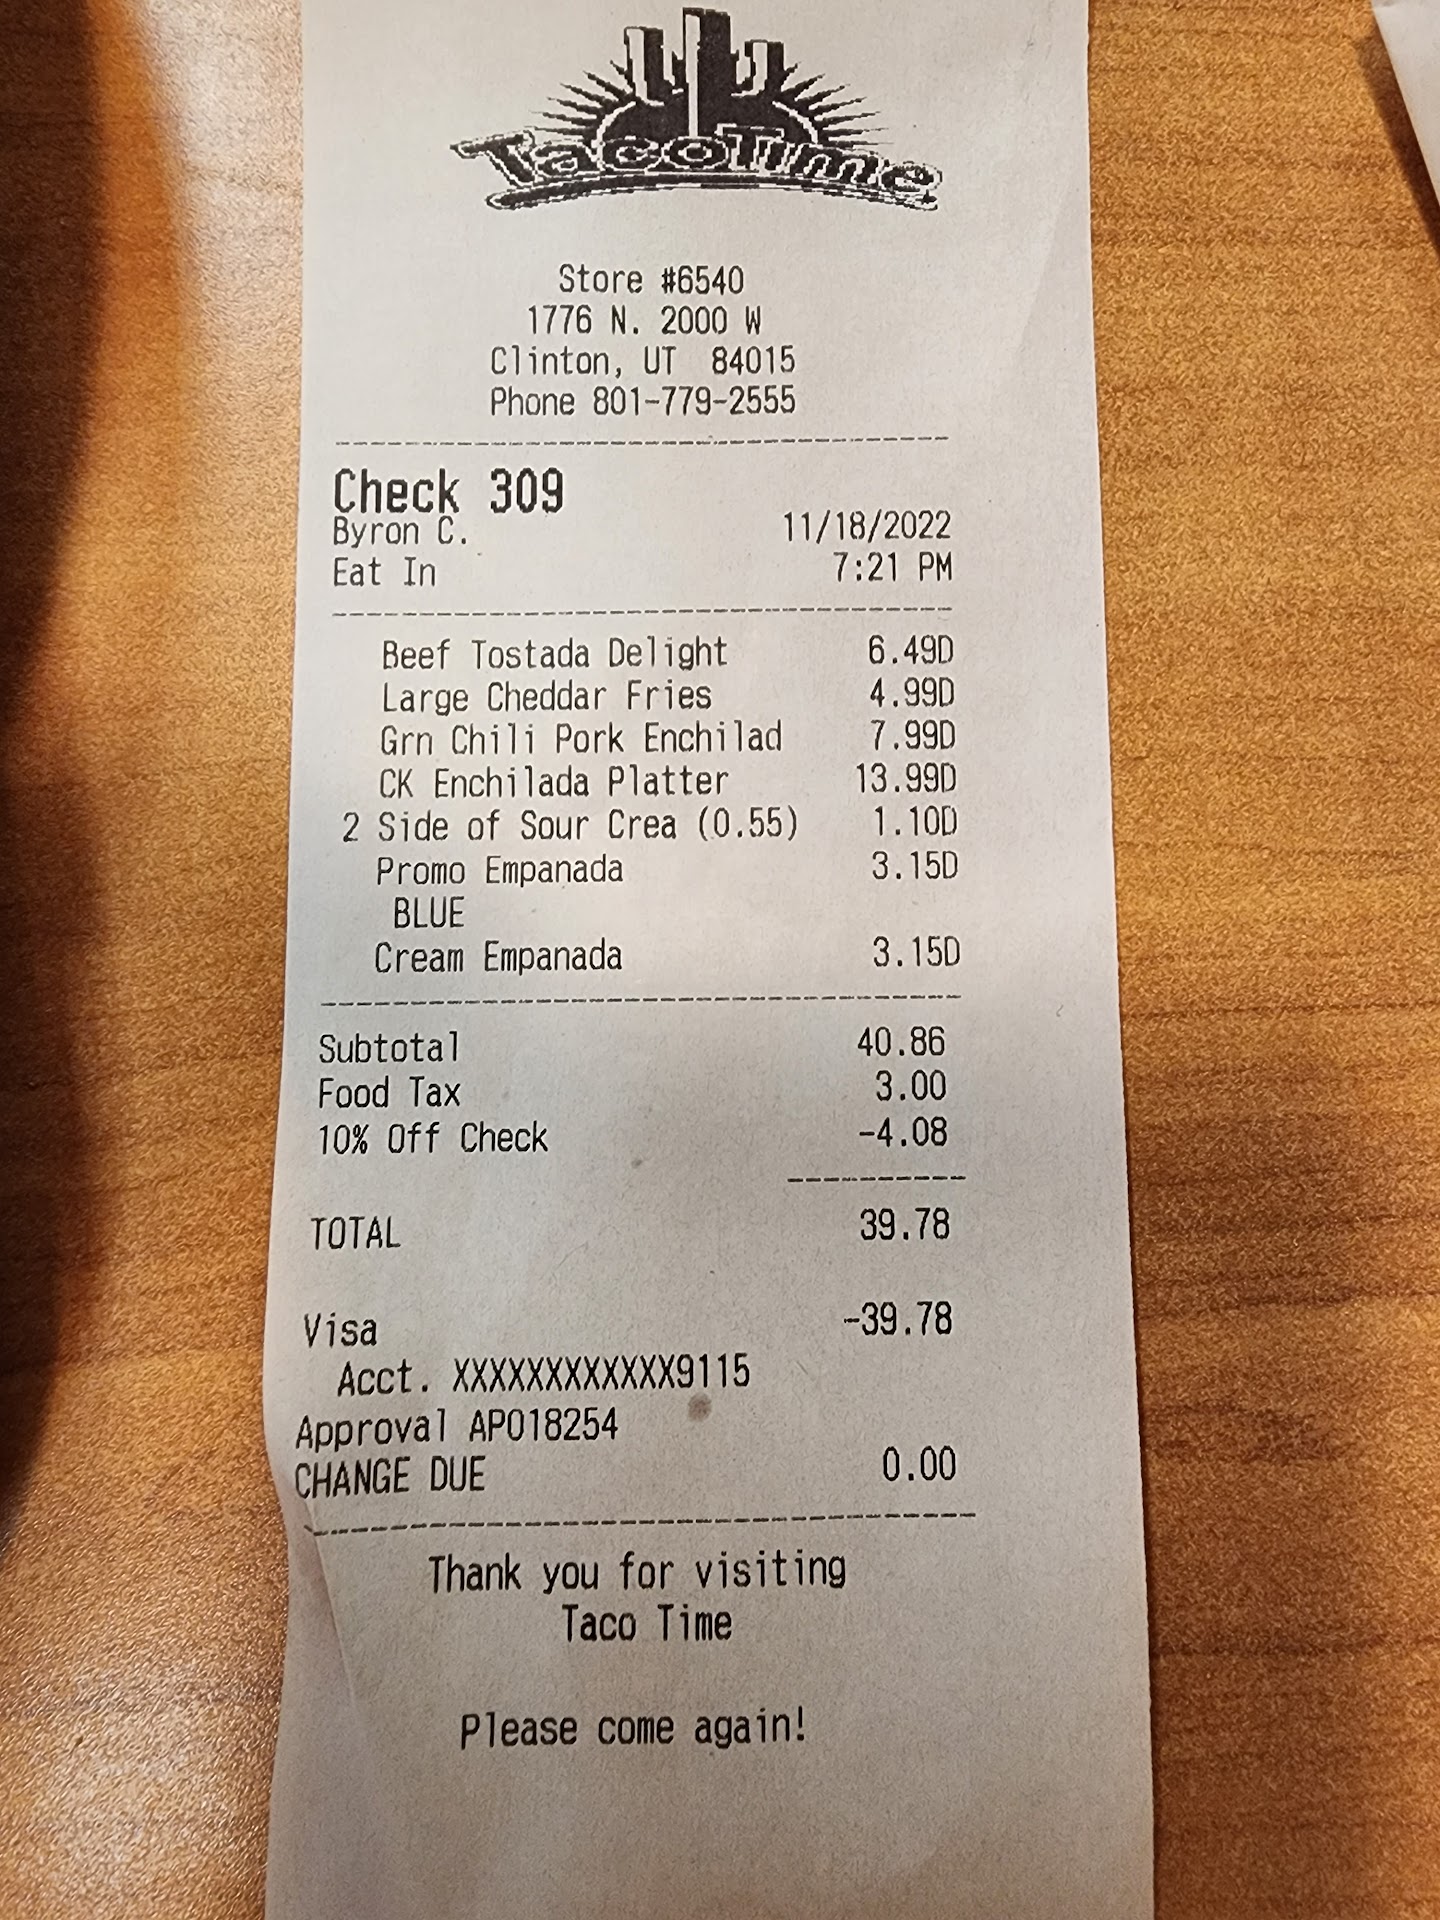 TacoTime
Store #6540
1776 N. 2000 W
Clinton, UT 84015
Phone 801-779-2555
Check 309
Byron C. 11/18/2022
Eat In 7:21 PM
Beef Tostada Delight 6.49D
Large Cheddar Fries 4.99D
Grn Chili Pork Enchilad 7.99D
CK Enchilada Platter 13.99D
2 Side of Sour Crea (0.55) 1.10D
Promo Empanada 3.15D
BLUE
Cream Empanada 3.15D
Subtotal 40.86
Food Tax 3.00
10% Off Check -4.08
TOTAL 39.78
Visa -39.78
Acct. XXXXXXXXXXXX9115
Approval AP018254
CHANGE DUE 0.00
Thank you for visiting
Taco Time
Please come again!